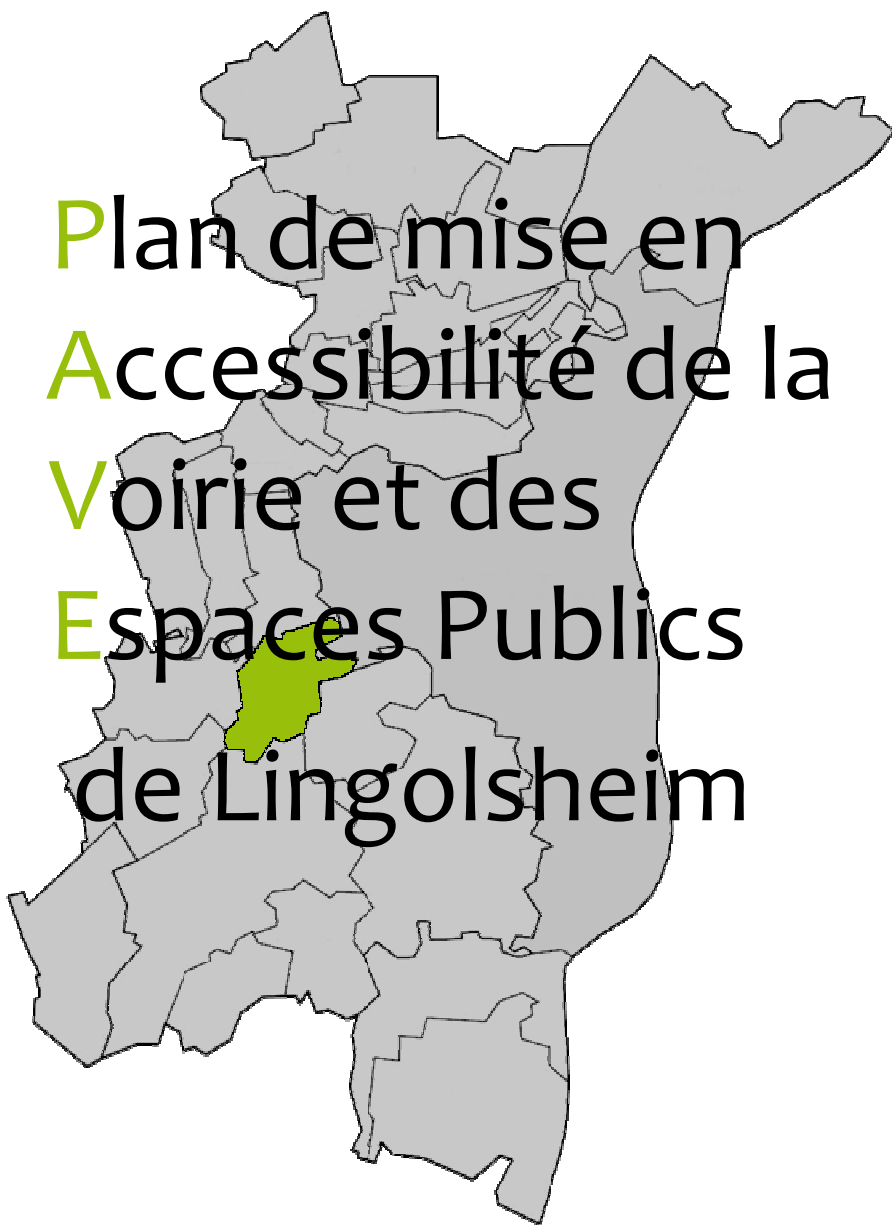 Plan de mise en
Accessibilité de la
Voirie et des
Espaces Publics
de Lingolsheim